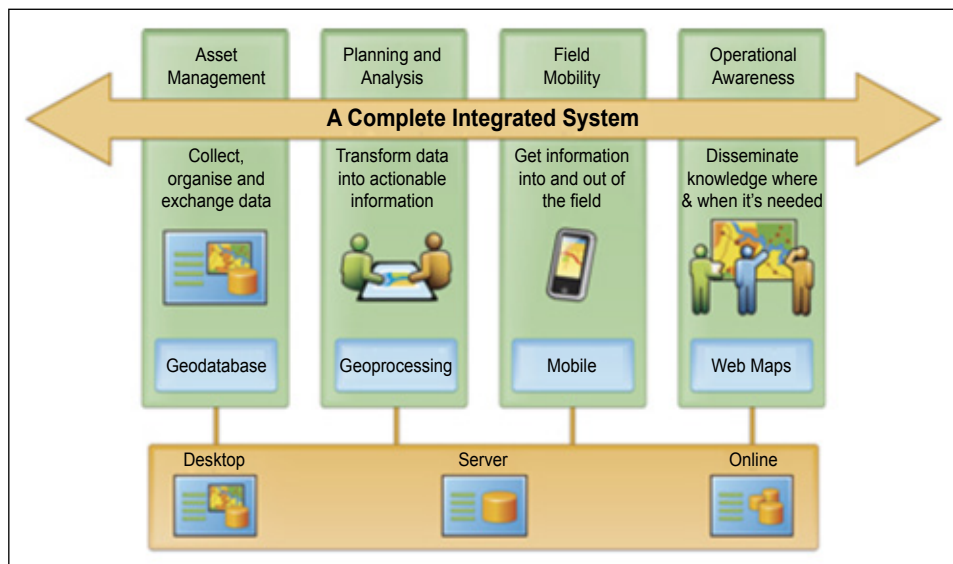 Asset
Management
Planning and
Analysis
Field
Mobility
Operational
Awareness
A Complete Integrated System
Collect,
organise and
exchange data
Transform data
into actionable
information
Get information
into and out of
the field
Disseminate
knowledge where
& when it's needed
Geodatabase
Geoprocessing
Mobile
Web Maps
Desktop
Server
Online